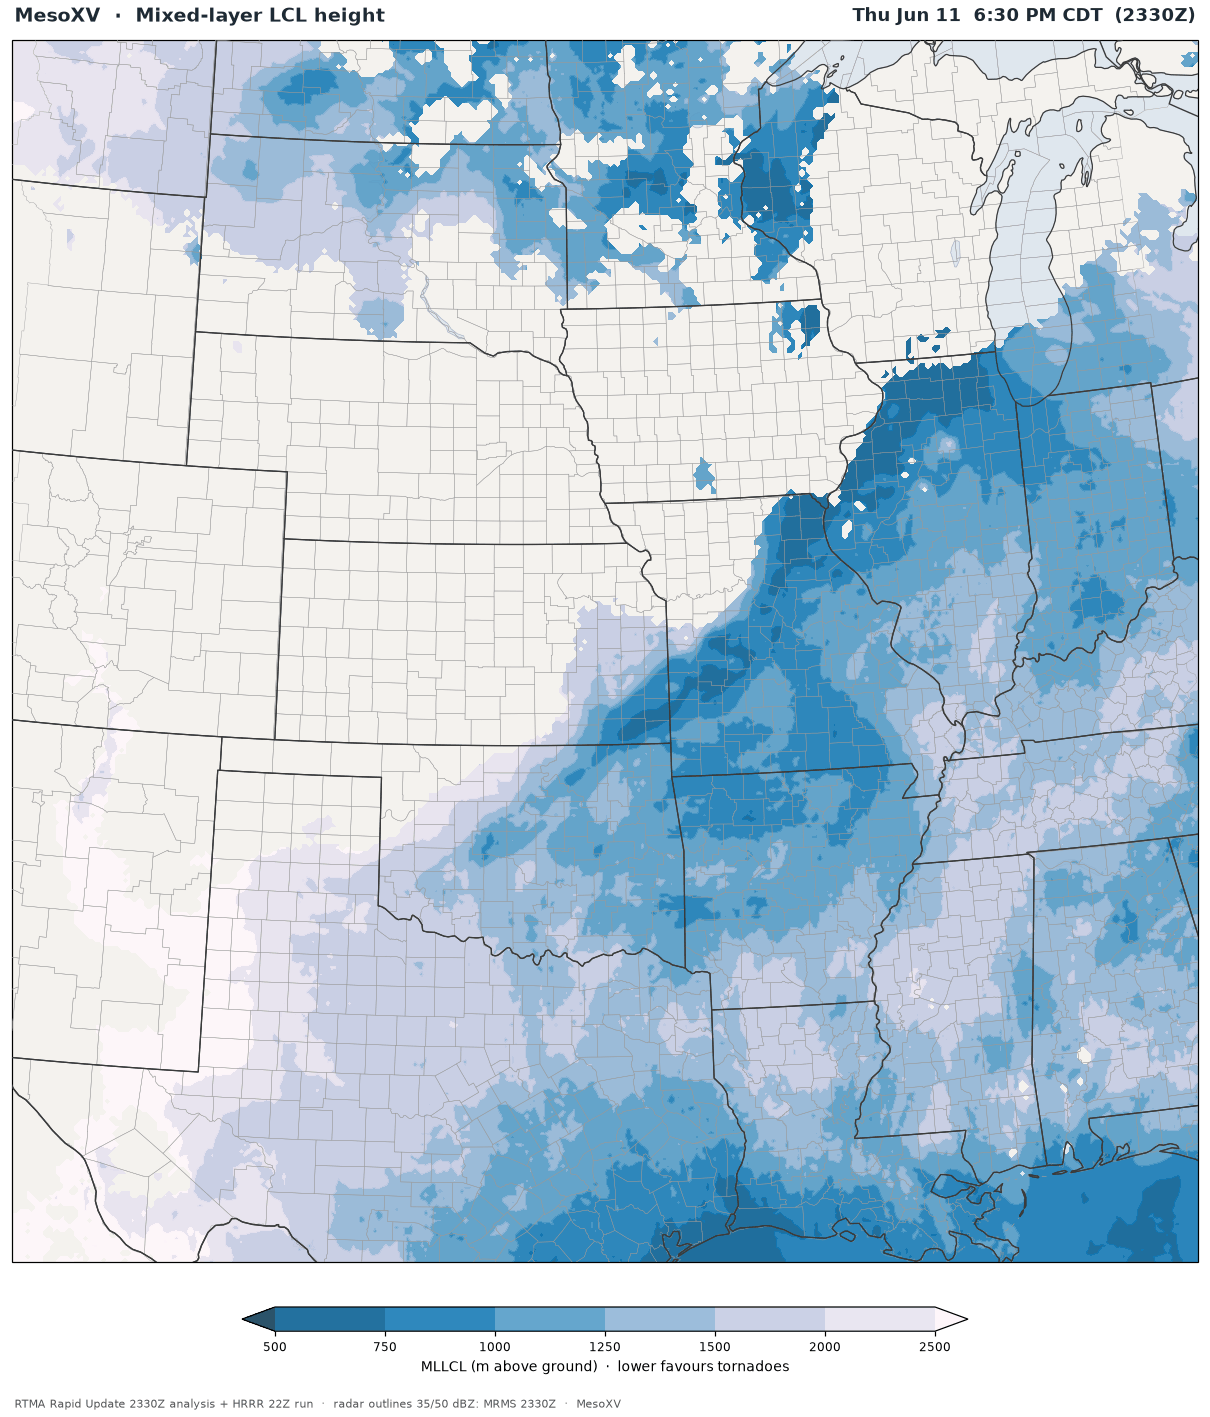 MesoXV · Mixed-layer LCL height
Thu Jun 11 6:30 PM CDT (2330Z)
500 750 1000 1250 1500 2000 2500
MLLCL (m above ground) · lower favours tornadoes
RTMA Rapid Update 2330Z analysis + HRRR 22Z run · radar outlines 35/50 dBZ: MRMS 2330Z · MesoXV